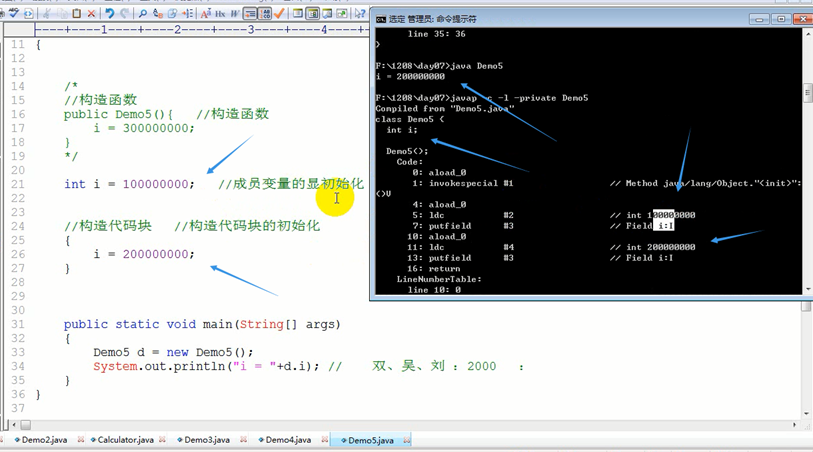 11 {
12
13
14 /*
15 //构造函数
16 public Demo5(){ //构造函数
17 i = 300000000;
18 }
19 */
20
21 int i = 100000000; //成员变量的显初始化
22
23
24 //构造代码块 //构造代码块的初始化
25 {
26 i = 200000000;
27 }
28
29
30
31 public static void main(String[] args)
32 {
33 Demo5 d = new Demo5();
34 System.out.println("i = "+d.i); // 双、吴、刘 : 2000 :
35 }
36 }
37
选定 管理员: 命令提示符
line 35: 36
}
F:\1208\day07>java Demo5
i = 200000000
F:\1208\day07>javap -c -l -private Demo5
Compiled from "Demo5.java"
class Demo5 {
int i;
Demo5();
Code:
0: aload_0
1: invokespecial #1 // Method java/lang/Object."<init>":
()V
4: aload_0
5: ldc #2 // int 100000000
7: putfield #3 // Field i:I
10: aload_0
11: ldc #4 // int 200000000
13: putfield #3 // Field i:I
16: return
LineNumberTable:
line 10: 0
Demo2.java Calculator.java Demo3.java Demo4.java Demo5.java